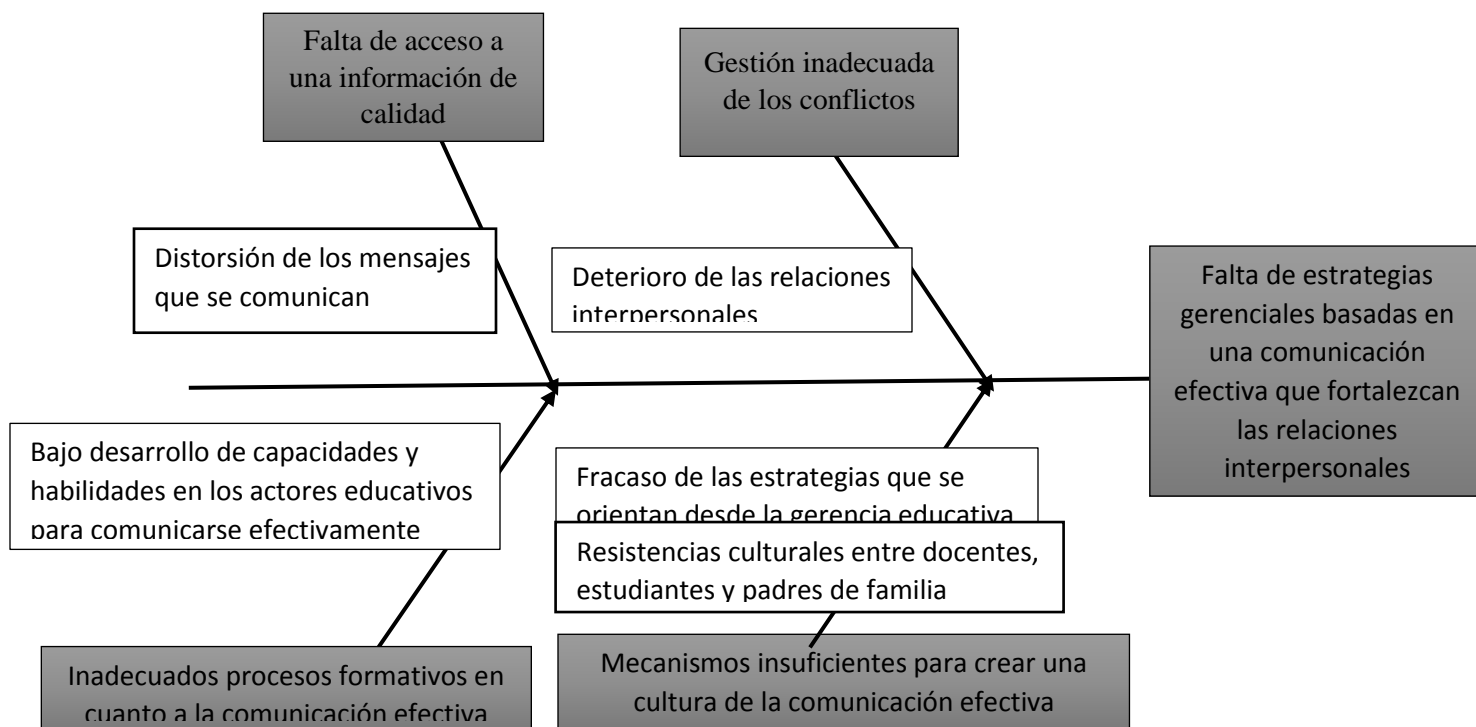 Falta de acceso a
una información de
calidad
Gestión inadecuada
de los conflictos
Distorsión de los mensajes
que se comunican
Deterioro de las relaciones
interpersonales
Falta de estrategias
gerenciales basadas en
una comunicación
efectiva que fortalezcan
las relaciones
interpersonales
Bajo desarrollo de capacidades y
habilidades en los actores educativos
para comunicarse efectivamente
Fracaso de las estrategias que se
orientan desde la gerencia educativa
Resistencias culturales entre docentes,
estudiantes y padres de familia
Inadecuados procesos formativos en
cuanto a la comunicación efectiva
Mecanismos insuficientes para crear una
cultura de la comunicación efectiva